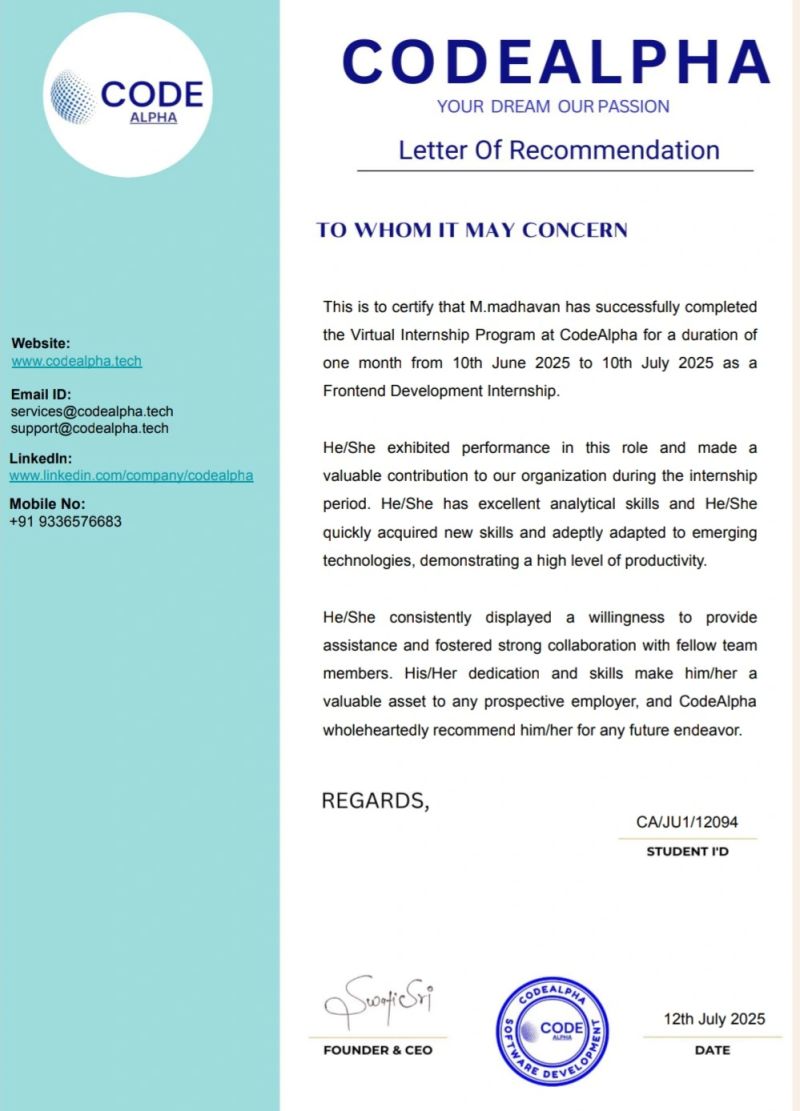 CODE
ALPHA
Website:
www.codealpha.tech
Email ID:
services@codealpha.tech
support@codealpha.tech
LinkedIn:
www.linkedin.com/company/codealpha
Mobile No:
+91 9336576683
CODEALPHA
YOUR DREAM OUR PASSION
Letter Of Recommendation
TO WHOM IT MAY CONCERN
This is to certify that M.madhavan has successfully completed
the Virtual Internship Program at CodeAlpha for a duration of
one month from 10th June 2025 to 10th July 2025 as a
Frontend Development Internship.
He/She exhibited performance in this role and made a
valuable contribution to our organization during the internship
period. He/She has excellent analytical skills and He/She
quickly acquired new skills and adeptly adapted to emerging
technologies, demonstrating a high level of productivity.
He/She consistently displayed a willingness to provide
assistance and fostered strong collaboration with fellow team
members. His/Her dedication and skills make him/her a
valuable asset to any prospective employer, and CodeAlpha
wholeheartedly recommend him/her for any future endeavor.
REGARDS,
CA/JU1/12094
STUDENT I'D
SwatiSri
FOUNDER & CEO
CODEALPHA
CODE
ALPHA
SOFTWARE DEVELOPMENT
12th July 2025
DATE